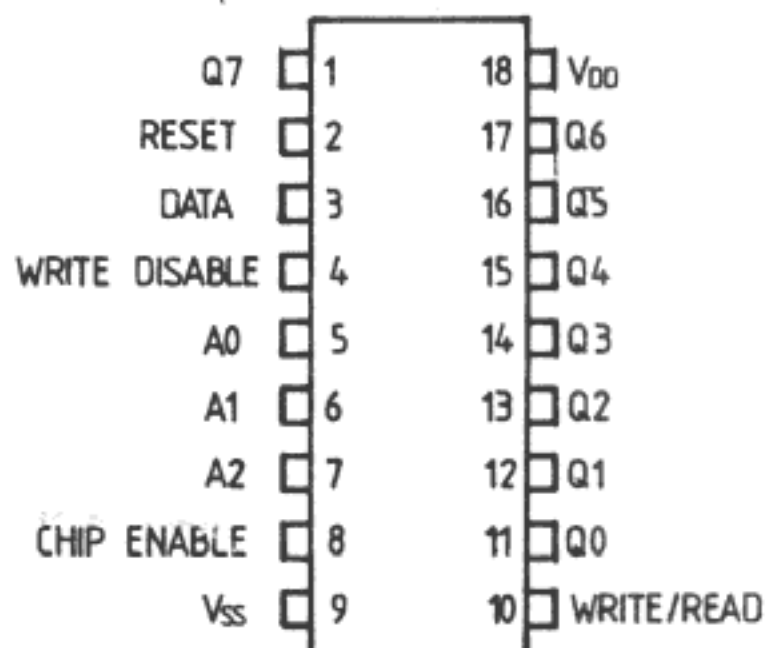 Q7 1 18 VDD
RESET 2 17 Q6
DATA 3 16 Q5
WRITE DISABLE 4 15 Q4
A0 5 14 Q3
A1 6 13 Q2
A2 7 12 Q1
CHIP ENABLE 8 11 Q0
VSS 9 10 WRITE/READ